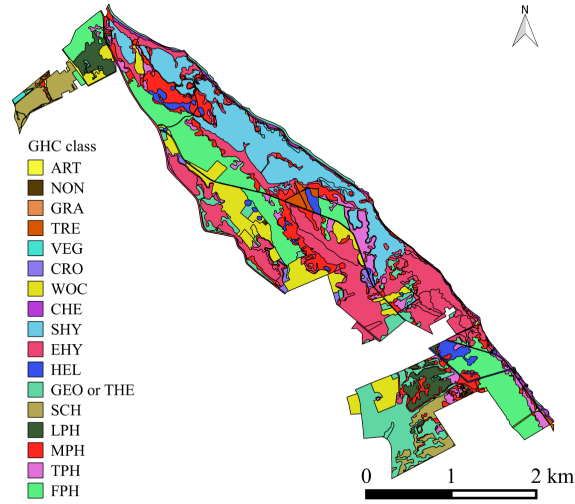 N
GHC class
ART
NON
GRA
TRE
VEG
CRO
WOC
CHE
SHY
EHY
HEL
GEO or THE
SCH
LPH
MPH
TPH
FPH
0 1 2 km